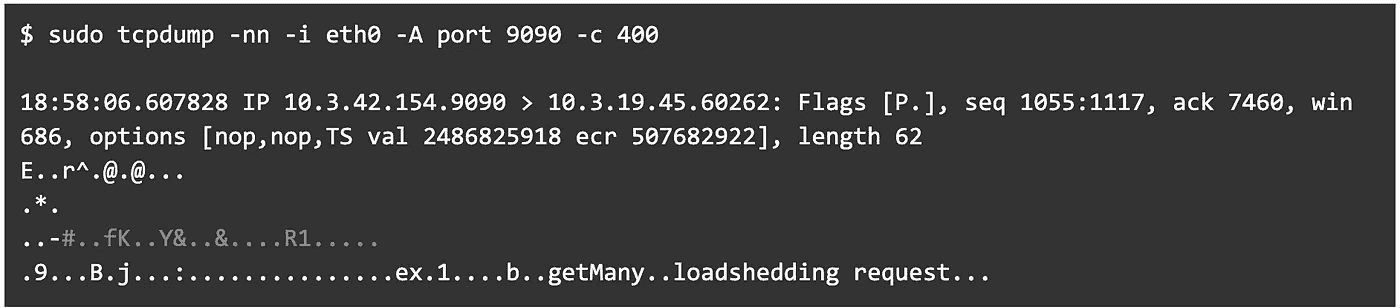 $ sudo tcpdump -nn -i eth0 -A port 9090 -c 400
18:58:06.607828 IP 10.3.42.154.9090 > 10.3.19.45.60262: Flags [P.], seq 1055:1117, ack 7460, win
686, options [nop,nop,TS val 2486825918 ecr 507682922], length 62
E..r^.@.@...
.*.
..-#..fK..Y&..&....R1.....
.9...B.j...:...............ex.1....b..getMany..loadshedding request...